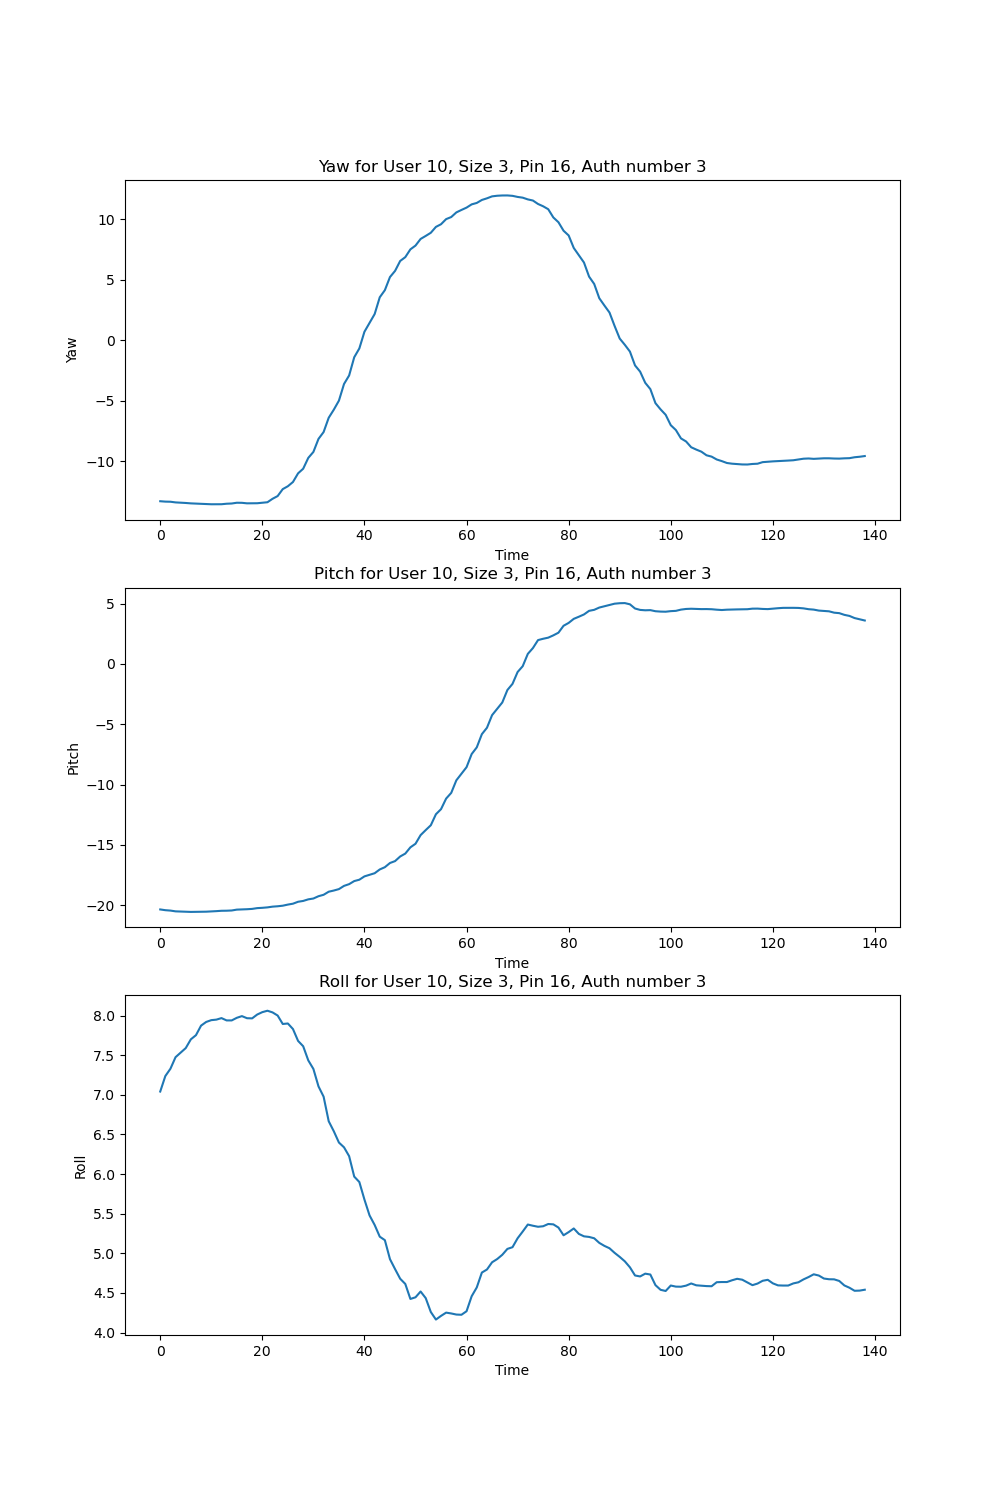 Yaw for User 10, Size 3, Pin 16, Auth number 3
10
5
0
−5
−10
Yaw
0 20 40 60 80 100 120 140
Time
Pitch for User 10, Size 3, Pin 16, Auth number 3
5
0
−5
−10
−15
−20
Pitch
0 20 40 60 80 100 120 140
Time
Roll for User 10, Size 3, Pin 16, Auth number 3
8.0
7.5
7.0
6.5
6.0
5.5
5.0
4.5
4.0
Roll
0 20 40 60 80 100 120 140
Time